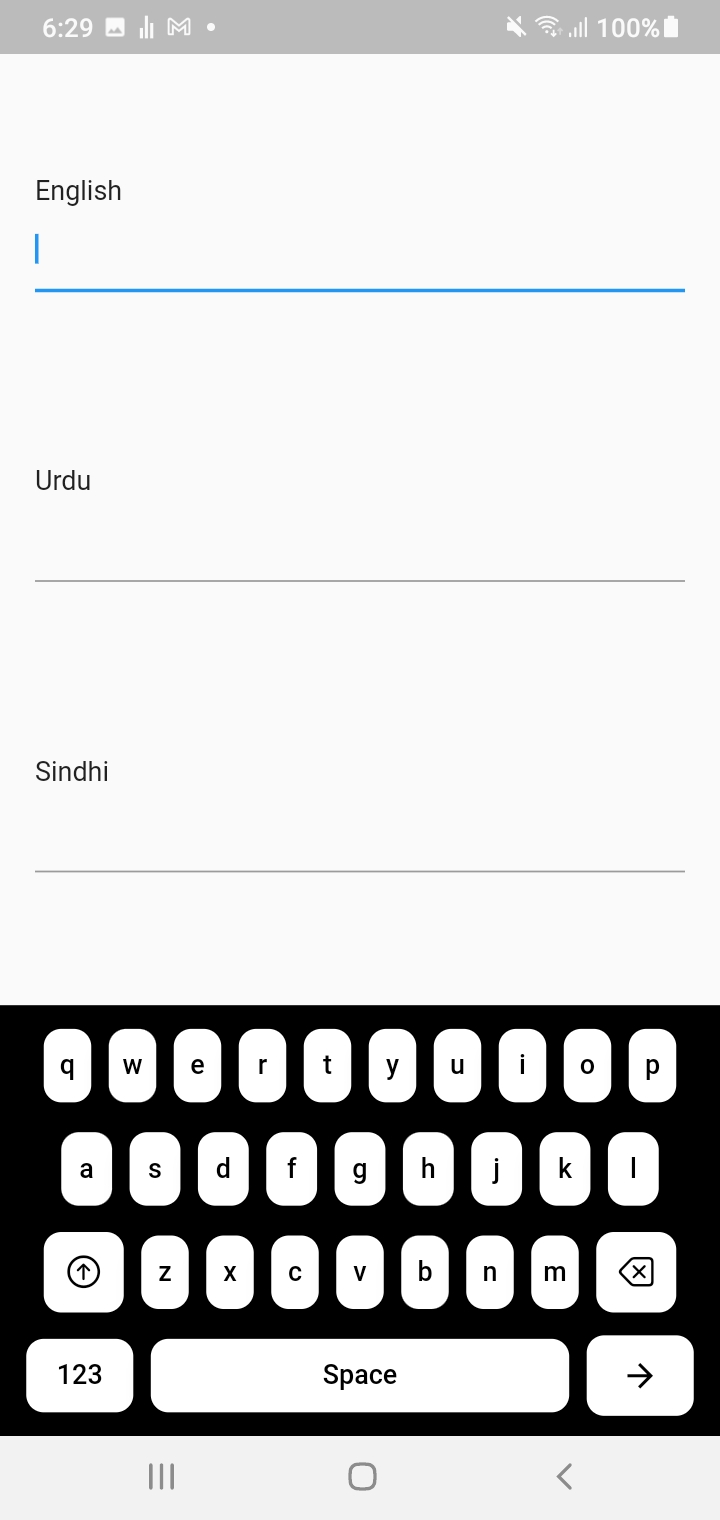 6:29 100%
English
Urdu
Sindhi
q w e r t y u i o p
a s d f g h j k l
z x c v b n m
123 Space